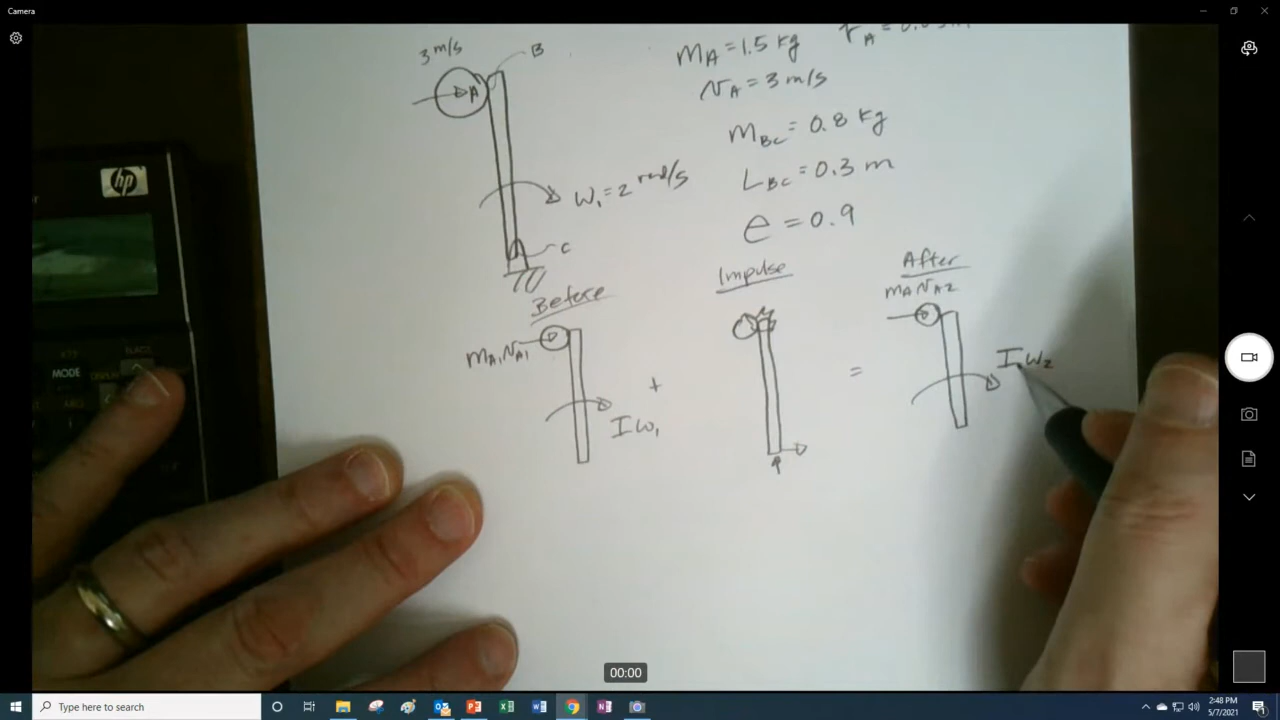 Camera
3 m/s
B
A
ω₁ = 2 rad/s
C
m_A = 1.5 kg
v_A = 3 m/s
m_BC = 0.8 kg
L_BC = 0.3 m
e = 0.9
Before
Impulse
After
m_A v_A1
+
=
m_A v_A2
I ω₁
I ω₂
hp
MODE
00:00
Type here to search
2:48 PM
5/7/2021